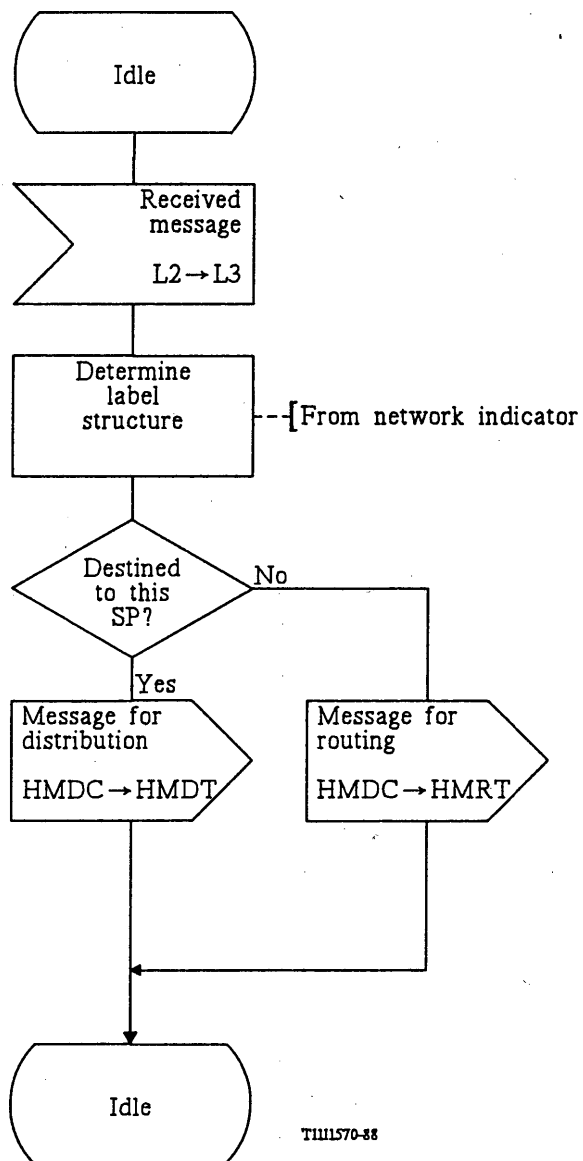 Idle
Received
message
L2→L3
Determine
label
structure
From network indicator
Destined
to this
SP?
No
Yes
Message for
distribution
HMDC→HMDT
Message for
routing
HMDC→HMRT
Idle
T1111570-88